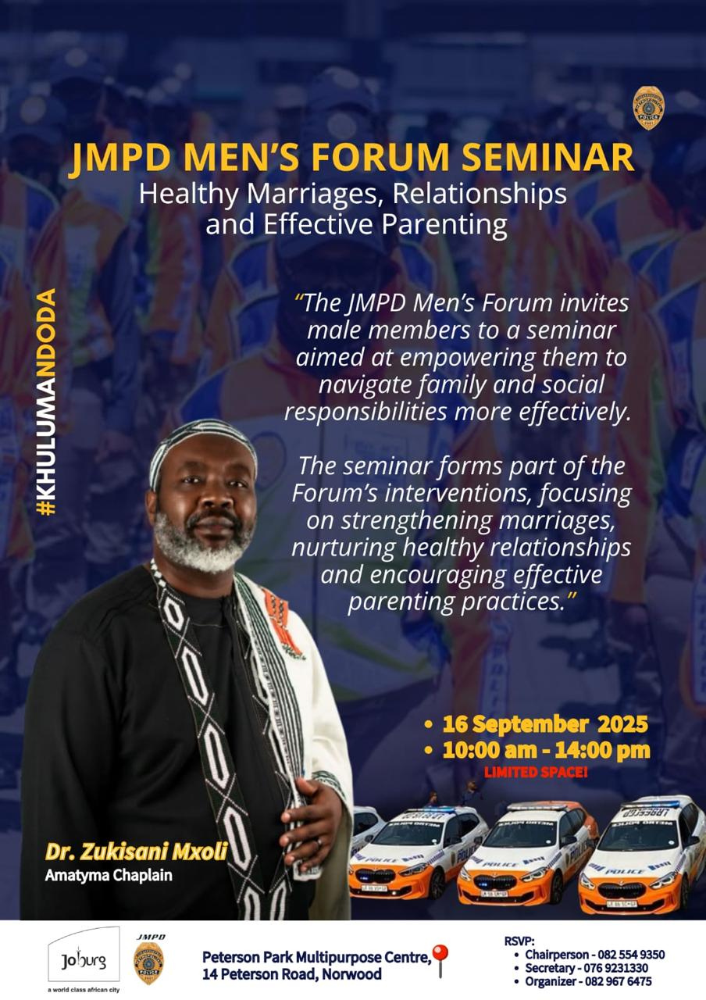 JMPD MEN'S FORUM SEMINAR
Healthy Marriages, Relationships
and Effective Parenting
#KHULUMANDODA
“The JMPD Men’s Forum invites
male members to a seminar
aimed at empowering them to
navigate family and social
responsibilities more effectively.
The seminar forms part of the
Forum’s interventions, focusing
on strengthening marriages,
nurturing healthy relationships
and encouraging effective
parenting practices.”
• 16 September 2025
• 10:00 am - 14:00 pm
LIMITED SPACE!
Dr. Zukisani Mxoli
Amatyma Chaplain
POLICE
POLICE
POLICE
Joburg
a world class african city
JMPD
Peterson Park Multipurpose Centre,
14 Peterson Road, Norwood
RSVP:
• Chairperson - 082 554 9350
• Secretary - 076 9231330
• Organizer - 082 967 6475